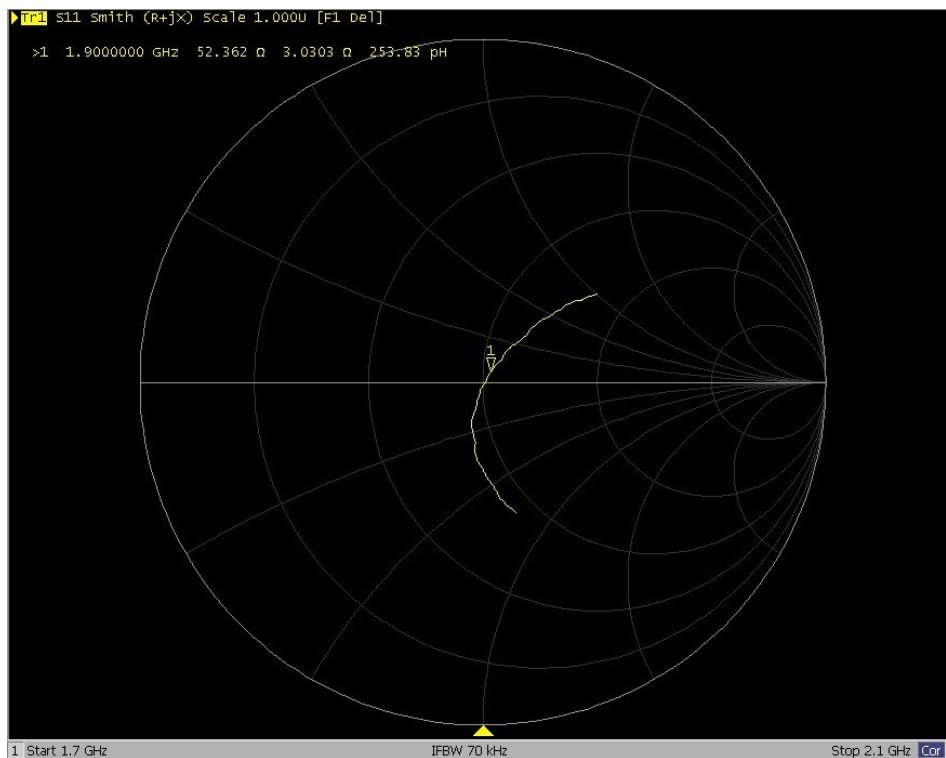 Tr1 S11 Smith (R+jX) Scale 1.000U [F1 Del]
>1 1.9000000 GHz 52.362 Ω 3.0303 Ω 253.83 pH
1
1 Start 1.7 GHz IFBW 70 kHz Stop 2.1 GHz Cor